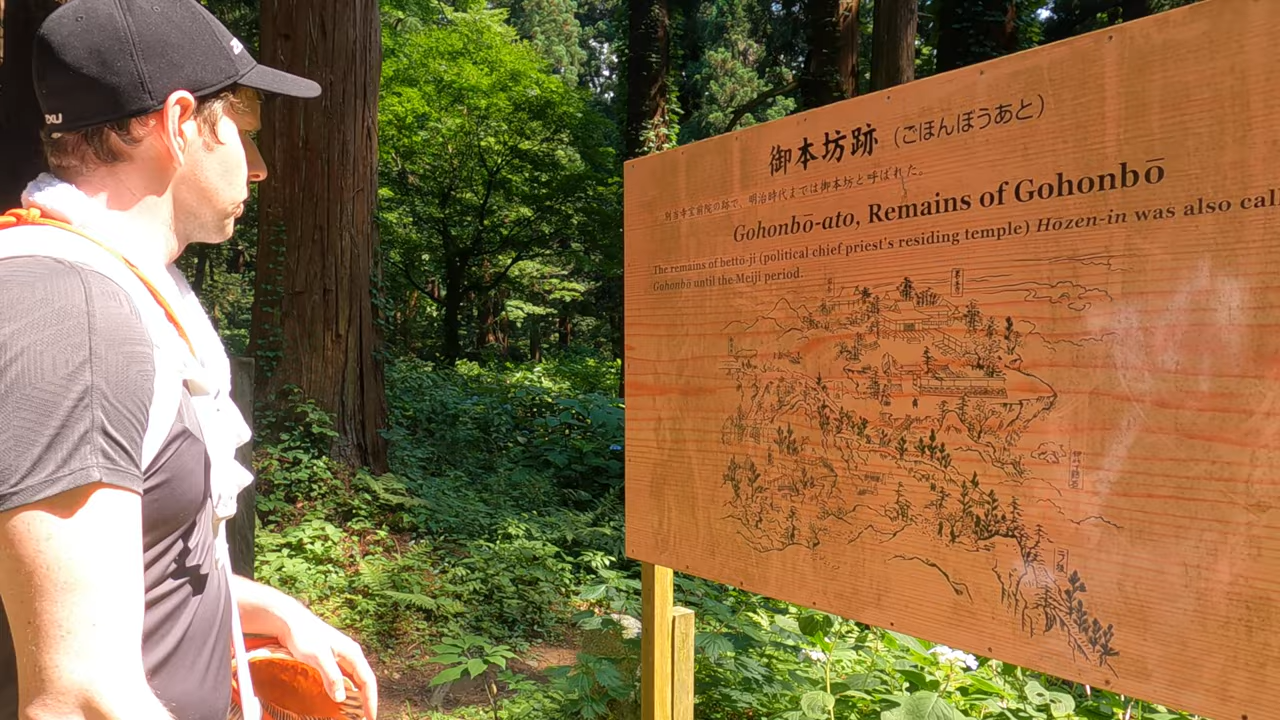 御本坊跡（ごほんぼうあと）
別当寺宝前院の跡で、明治時代までは御本坊と呼ばれた。
Gohonbō-ato, Remains of Gohonbō
The remains of bettō-ji (political chief priest's residing temple) Hōzen-in was also cal
Gohonbō until the Meiji period.
2XU